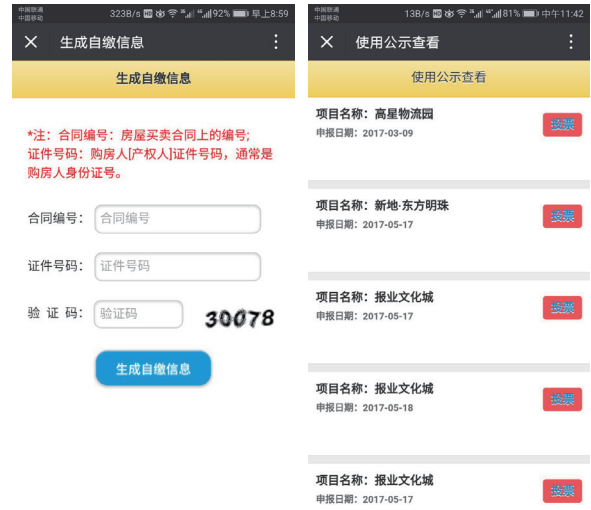 中国联通
中国移动
323B/s HD 46 46 92% 早上8:59
生成自缴信息
生成自缴信息
*注：合同编号：房屋买卖合同上的编号;
证件号码：购房人[产权人]证件号码，通常是
购房人身份证号。
合同编号：合同编号
证件号码：证件号码
验 证 码：验证码 30078
生成自缴信息
中国联通
中国移动
13B/s HD 81% 中午11:42
使用公示查看
使用公示查看
项目名称：高星物流园
申报日期：2017-03-09
投票
项目名称：新地·东方明珠
申报日期：2017-05-17
投票
项目名称：报业文化城
申报日期：2017-05-17
投票
项目名称：报业文化城
申报日期：2017-05-18
投票
项目名称：报业文化城
申报日期：2017-05-17
投票